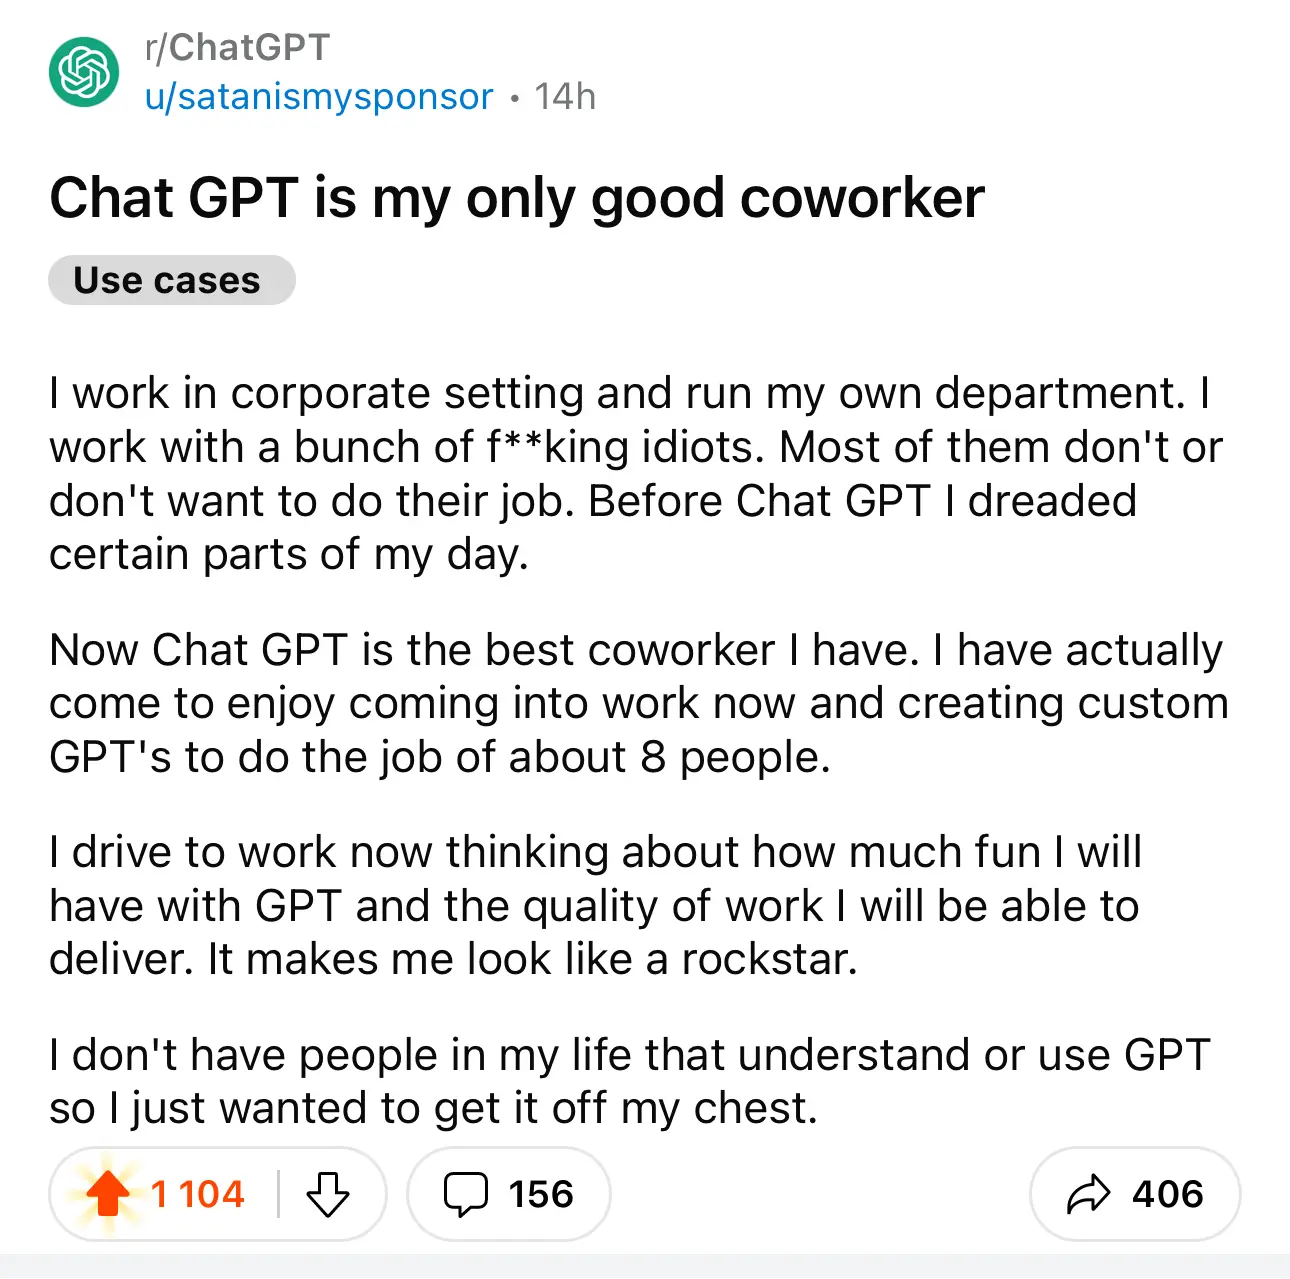 r/ChatGPT
u/satanismysponsor • 14h
Chat GPT is my only good coworker
Use cases
I work in corporate setting and run my own department. I
work with a bunch of f**king idiots. Most of them don't or
don't want to do their job. Before Chat GPT I dreaded
certain parts of my day.
Now Chat GPT is the best coworker I have. I have actually
come to enjoy coming into work now and creating custom
GPT's to do the job of about 8 people.
I drive to work now thinking about how much fun I will
have with GPT and the quality of work I will be able to
deliver. It makes me look like a rockstar.
I don't have people in my life that understand or use GPT
so I just wanted to get it off my chest.
1 104 156 406